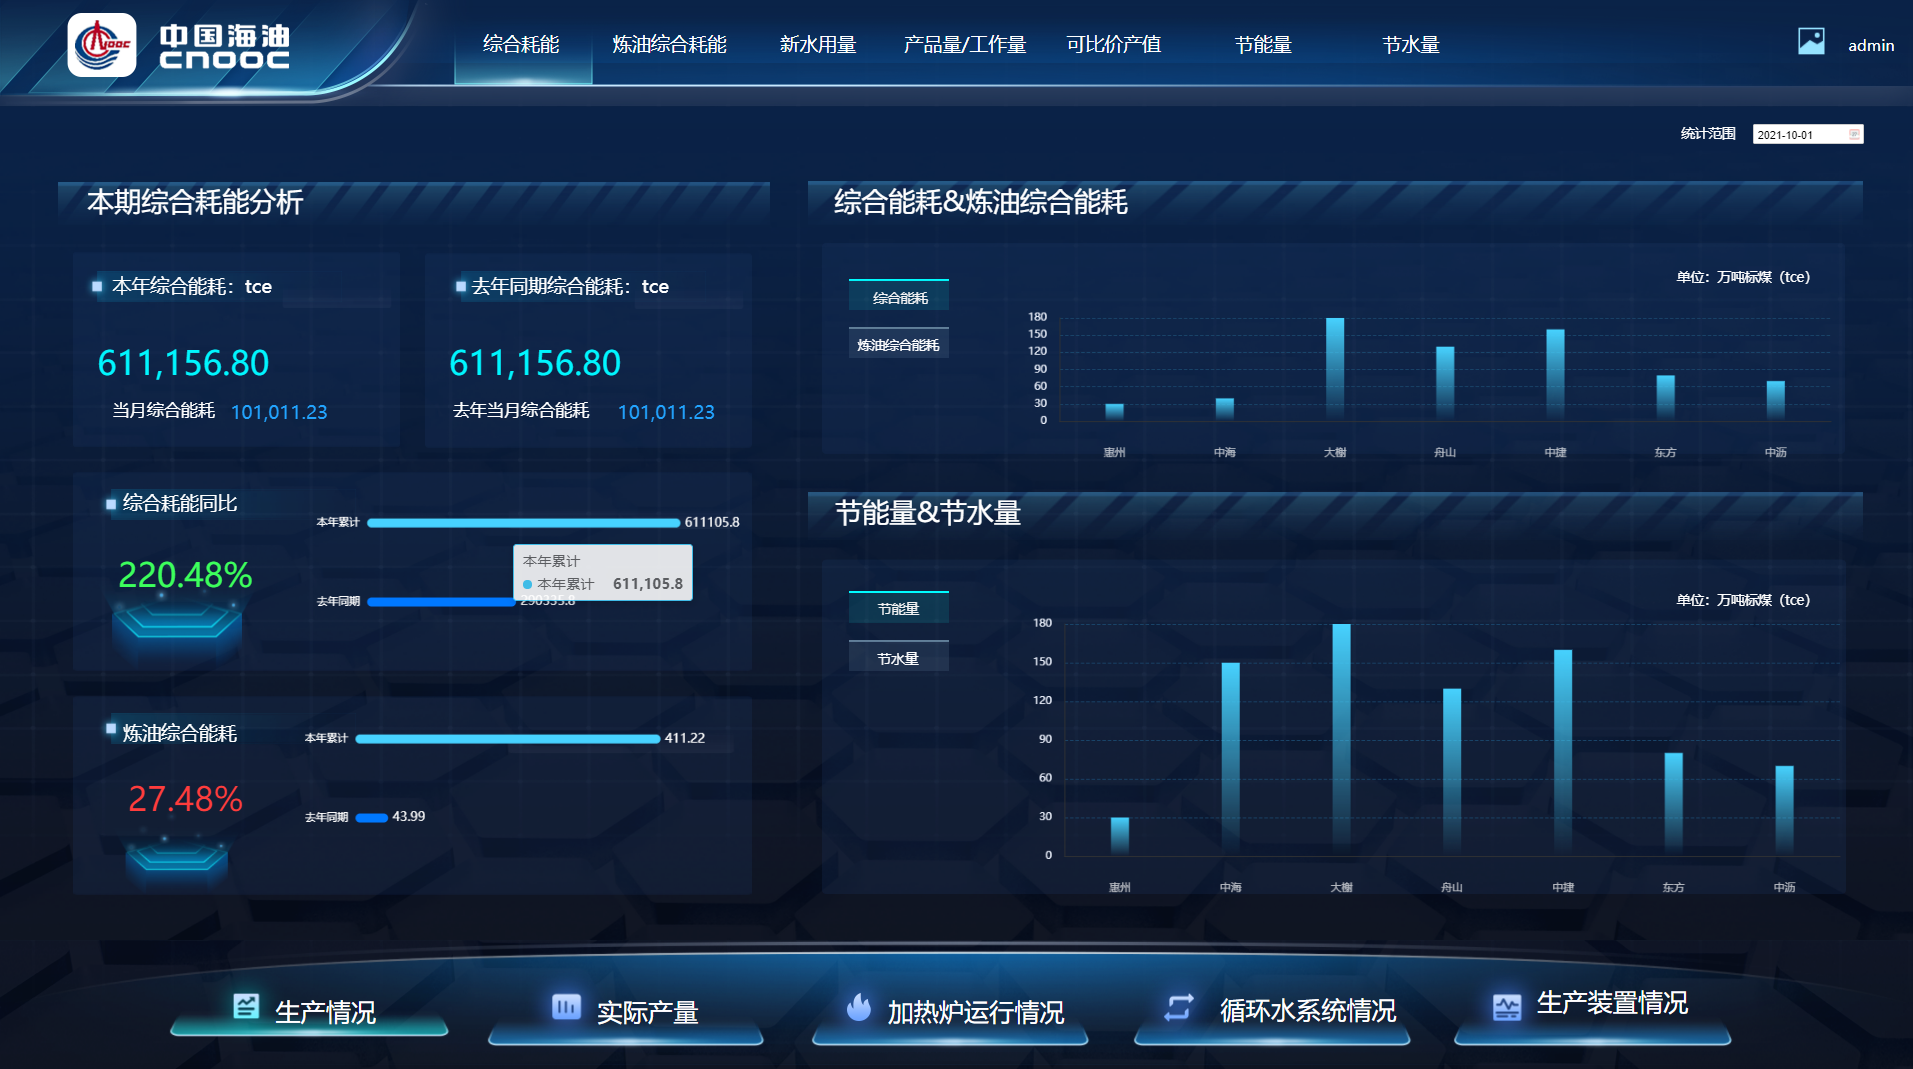 中国海油
CNOOC
综合耗能
炼油综合耗能
新水用量
产品量/工作量
可比价产值
节能量
节水量
admin
统计范围
2021-10-01
本期综合耗能分析
本年综合能耗：tce
611,156.80
当月综合能耗 101,011.23
去年同期综合能耗：tce
611,156.80
去年当月综合能耗 101,011.23
综合耗能同比
220.48%
本年累计 611105.8
本年累计
本年累计 611,105.8
去年同期 290335.8
炼油综合能耗
27.48%
本年累计 411.22
去年同期 43.99
综合能耗&炼油综合能耗
综合能耗
炼油综合能耗
单位：万吨标煤（tce）
180
150
120
90
60
30
0
惠州 中海 大榭 舟山 中捷 东方 中沥
节能量&节水量
节能量
节水量
单位：万吨标煤（tce）
180
150
120
90
60
30
0
惠州 中海 大榭 舟山 中捷 东方 中沥
生产情况
实际产量
加热炉运行情况
循环水系统情况
生产装置情况